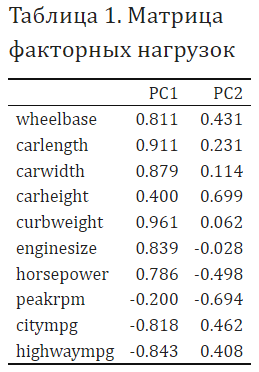 Таблица 1. Матрица
факторных нагрузок
PC1 PC2
wheelbase 0.811 0.431
carlength 0.911 0.231
carwidth 0.879 0.114
carheight 0.400 0.699
curbweight 0.961 0.062
enginesize 0.839 -0.028
horsepower 0.786 -0.498
peakrpm -0.200 -0.694
citympg -0.818 0.462
highwaympg -0.843 0.408